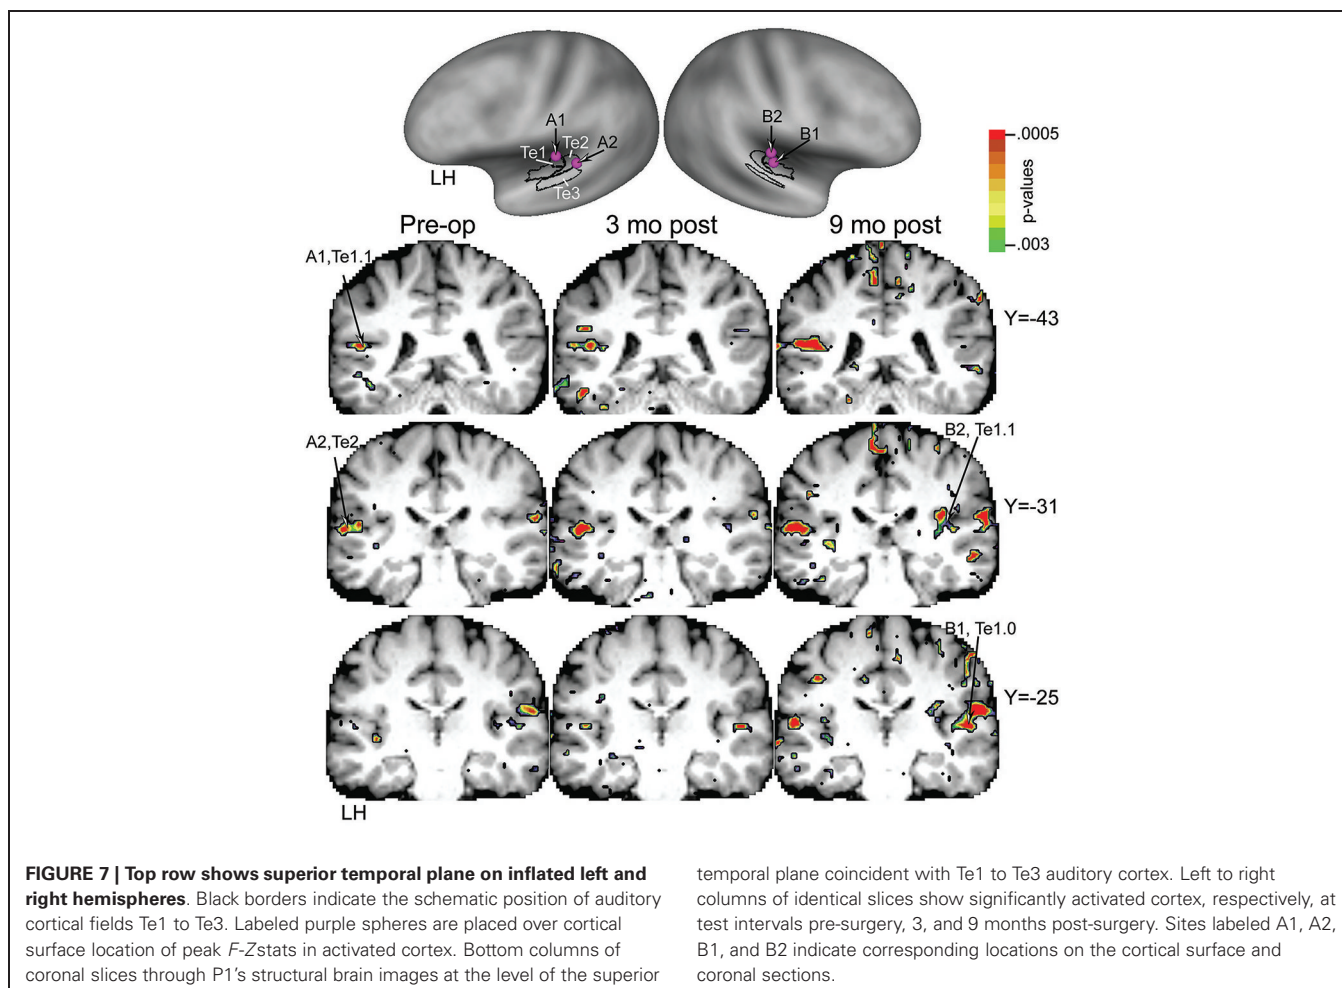 A1
Te2
A2
Te1
Te3
LH
B2
B1
.0005
p-values
.003
Pre-op
3 mo post
9 mo post
A1,Te1.1
Y=-43
A2,Te2
B2, Te1.1
Y=-31
B1, Te1.0
Y=-25
LH
FIGURE 7 | Top row shows superior temporal plane on inflated left and
right hemispheres. Black borders indicate the schematic position of auditory
cortical fields Te1 to Te3. Labeled purple spheres are placed over cortical
surface location of peak F-Zstats in activated cortex. Bottom columns of
coronal slices through P1's structural brain images at the level of the superior
temporal plane coincident with Te1 to Te3 auditory cortex. Left to right
columns of identical slices show significantly activated cortex, respectively, at
test intervals pre-surgery, 3, and 9 months post-surgery. Sites labeled A1, A2,
B1, and B2 indicate corresponding locations on the cortical surface and
coronal sections.